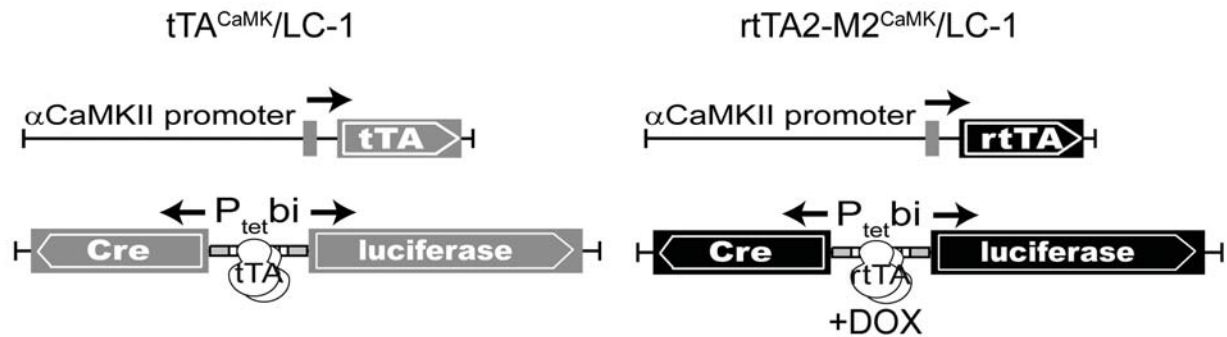 tTA^CaMK/LC-1
αCaMKII promoter
tTA
P_tet bi
Cre
luciferase
tTA
rtTA2-M2^CaMK/LC-1
αCaMKII promoter
rtTA
P_tet bi
Cre
luciferase
rtTA
+DOX